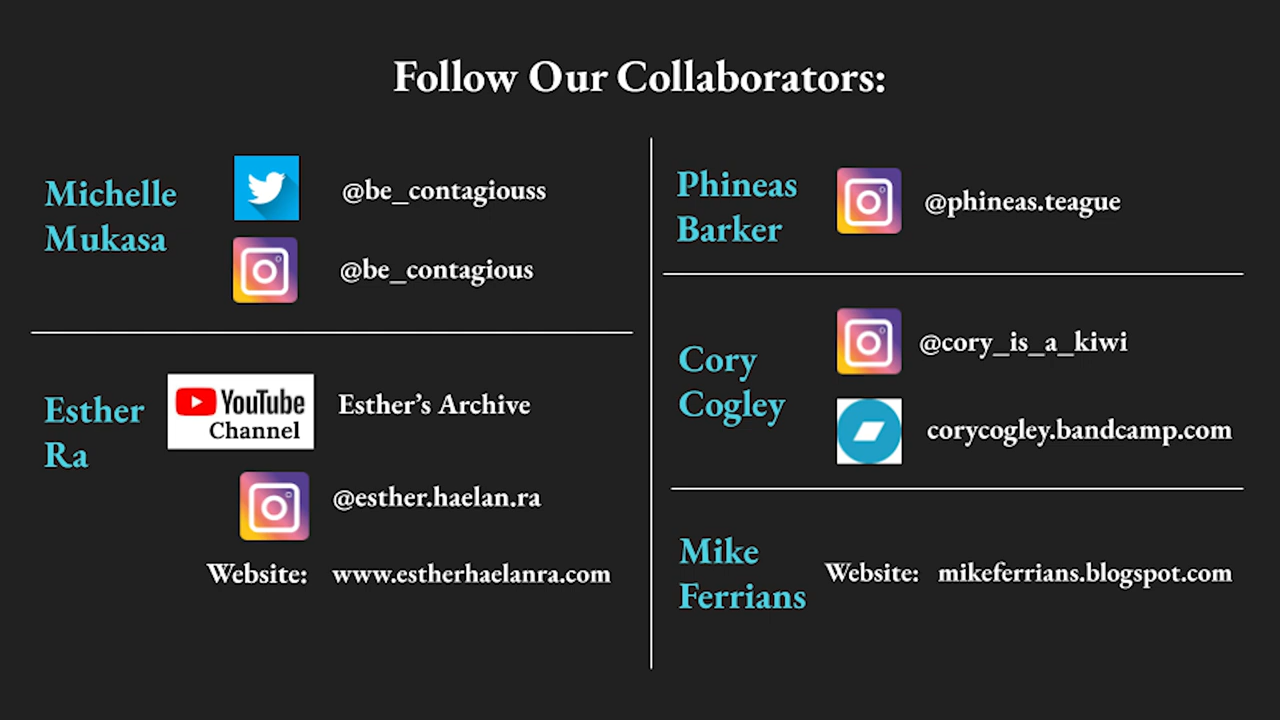 Follow Our Collaborators:
Michelle
Mukasa
@be_contagiouss
@be_contagious
Esther
Ra
YouTube
Channel
Esther's Archive
@esther.haelan.ra
Website: www.estherhaelanra.com
Phineas
Barker
@phineas.teague
Cory
Cogley
@cory_is_a_kiwi
corycogley.bandcamp.com
Mike
Ferrians
Website: mikeferrians.blogspot.com